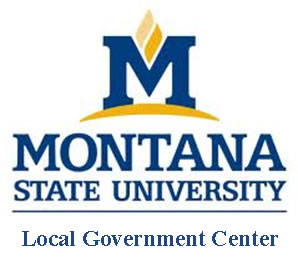 M
MONTANA
STATE UNIVERSITY
Local Government Center